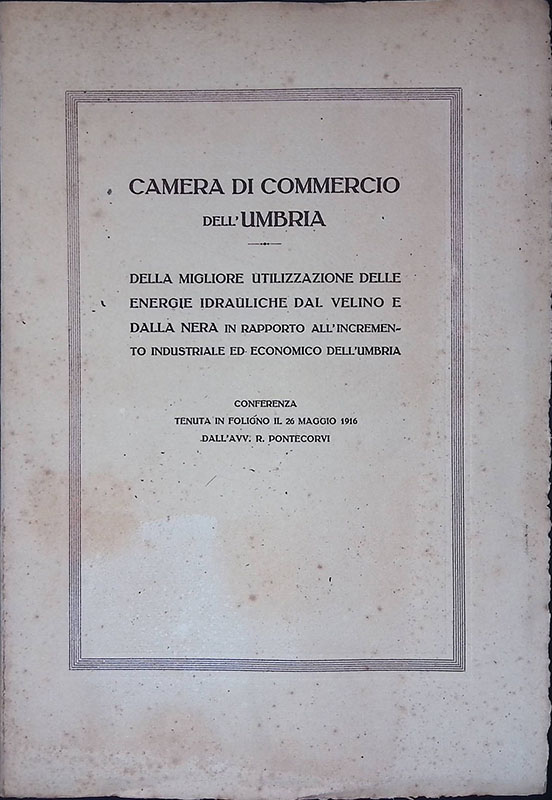 CAMERA DI COMMERCIO
DELL'UMBRIA
DELLA MIGLIORE UTILIZZAZIONE DELLE
ENERGIE IDRAULICHE DAL VELINO E
DALLA NERA IN RAPPORTO ALL'INCREMEN-
TO INDUSTRIALE ED ECONOMICO DELL'UMBRIA
CONFERENZA
TENUTA IN FOLIGNO IL 26 MAGGIO 1916
DALL'AVV. R. PONTECORVI